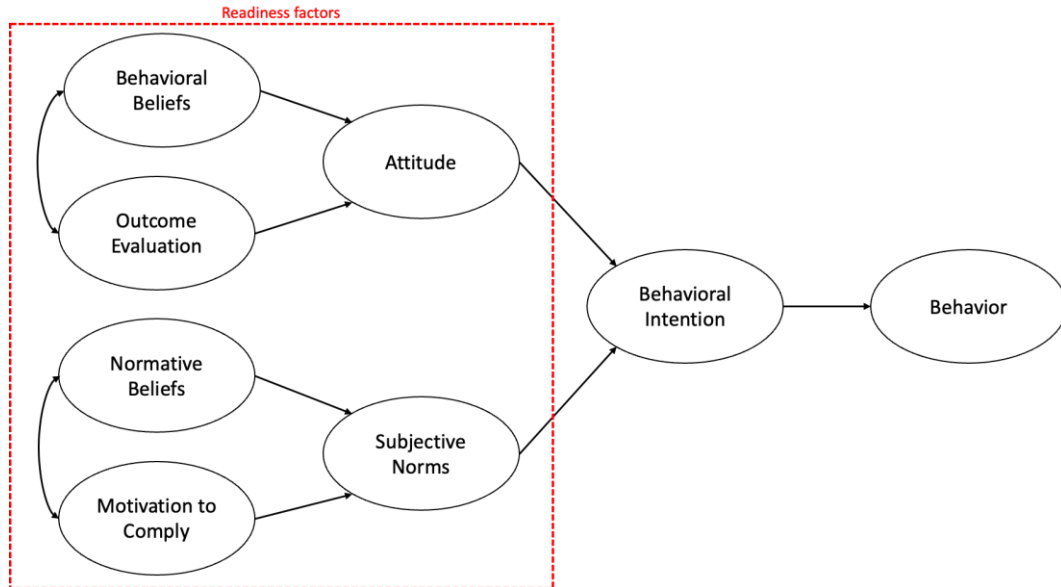 Readiness factors
Behavioral
Beliefs
Attitude
Outcome
Evaluation
Behavioral
Intention
Behavior
Normative
Beliefs
Subjective
Norms
Motivation to
Comply